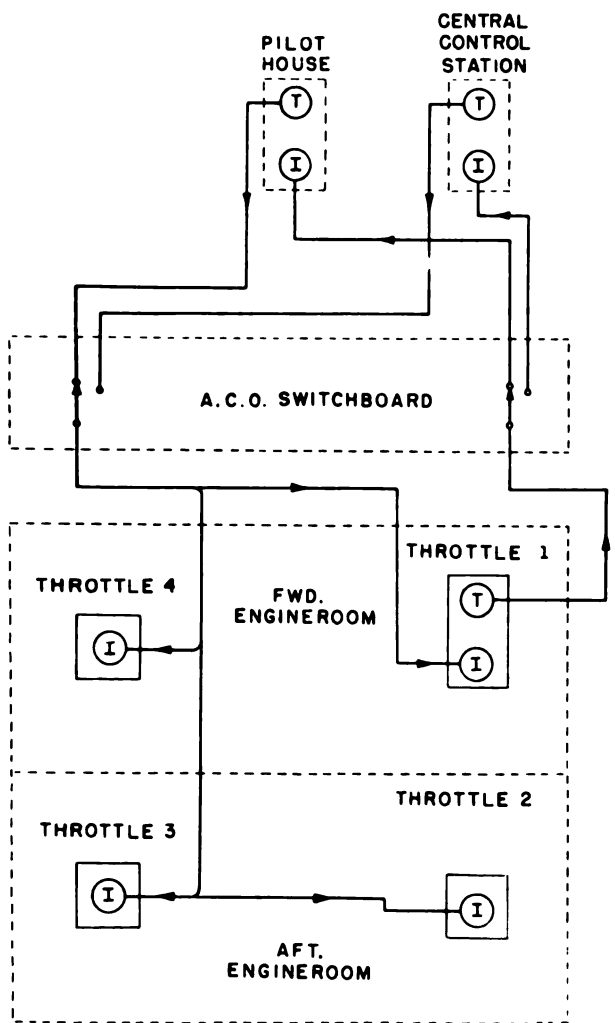 PILOT
HOUSE
CENTRAL
CONTROL
STATION
T
T
I
I
A.C.O. SWITCHBOARD
THROTTLE 1
THROTTLE 4
FWD.
ENGINEROOM
T
I
I
THROTTLE 2
THROTTLE 3
I
I
AFT.
ENGINEROOM